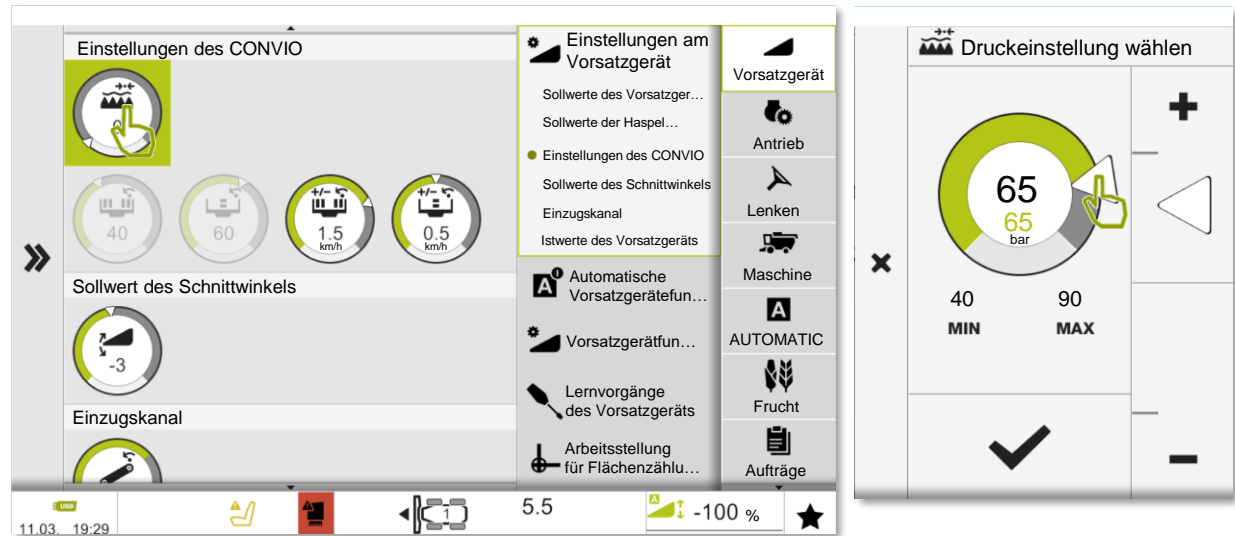 Einstellungen des CONVIO
40
60
+/-
1.5
km/h
+/-
0.5
km/h
Sollwert des Schnittwinkels
-3
Einzugskanal
Einstellungen am
Vorsatzgerät
Sollwerte des Vorsatzger…
Sollwerte der Haspel…
Einstellungen des CONVIO
Sollwerte des Schnittwinkels
Einzugskanal
Istwerte des Vorsatzgeräts
A
Automatische
Vorsatzgerätefun…
Vorsatzgerätfun…
Lernvorgänge
des Vorsatzgeräts
Arbeitsstellung
für Flächenzählu…
Vorsatzgerät
Antrieb
Lenken
Maschine
A
AUTOMATIC
Frucht
Aufträge
USB
11.03. 19:29
1
5.5
A
-100 %
Druckeinstellung wählen
65
65
bar
40
MIN
90
MAX